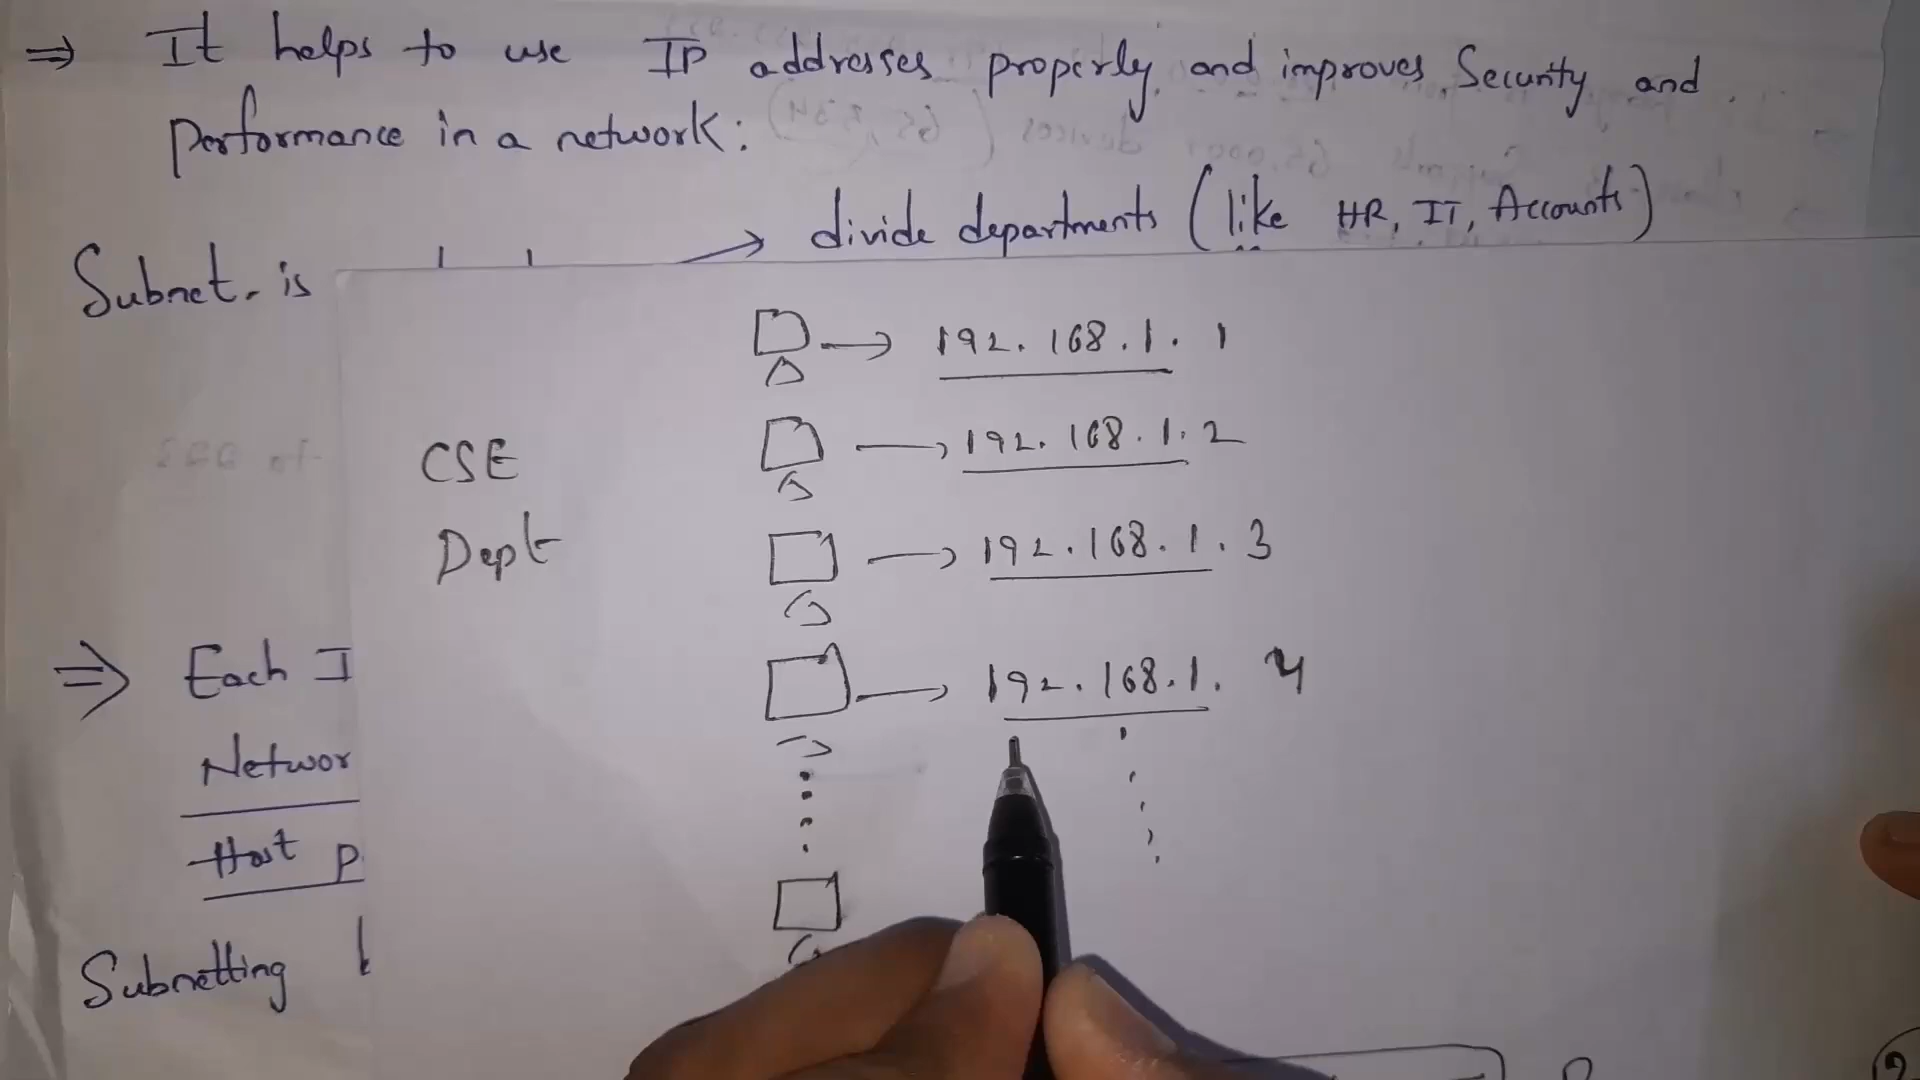 ⇒ It helps to use IP addresses properly and improves Security and
performance in a network:
→ divide departments (like HR, IT, Accounts)
Subnet is
→ 192.168.1.1
CSE → 192.168.1.2
Dept → 192.168.1.3
⇒ Each I
→ 192.168.1. 4
Networ
Host p
Subnetting